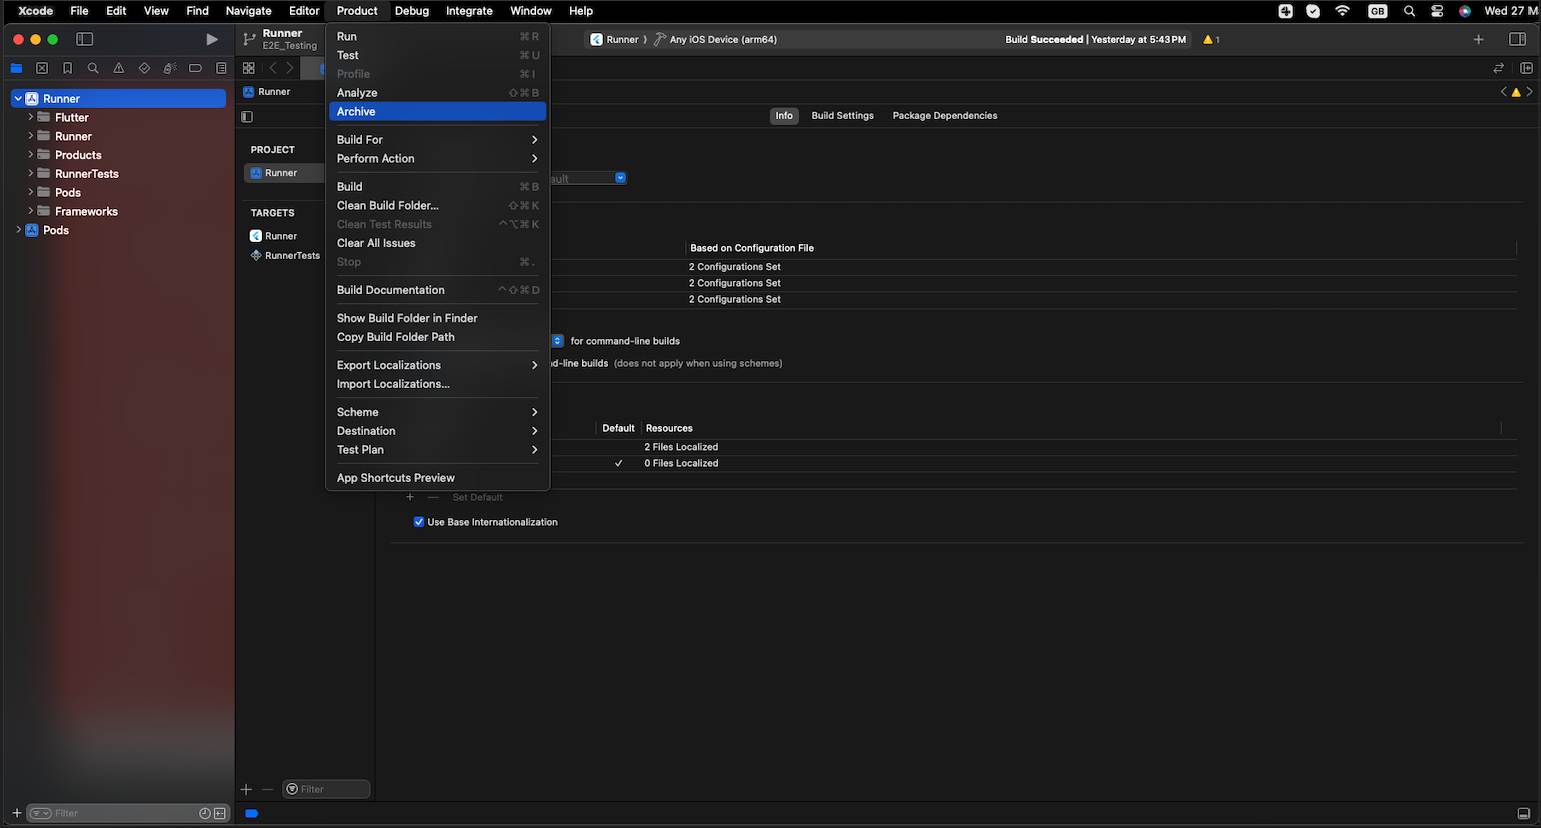 Xcode File Edit View Find Navigate Editor Product Debug Integrate Window Help GB Wed 27 M
Runner
E2E_Testing
Runner Any iOS Device (arm64) Build Succeeded | Yesterday at 5:43 PM 1
Runner
Flutter
Runner
Products
RunnerTests
Pods
Frameworks
Pods
Filter
Runner
PROJECT
Runner
TARGETS
Runner
RunnerTests
Filter
Run ⌘R
Test ⌘U
Profile ⌘I
Analyze ⇧⌘B
Archive
Build For
Perform Action
Build ⌘B
Clean Build Folder... ⇧⌘K
Clean Test Results ⌃⌥⌘K
Clear All Issues
Stop ⌘.
Build Documentation ⌃⇧⌘D
Show Build Folder in Finder
Copy Build Folder Path
Export Localizations
Import Localizations...
Scheme
Destination
Test Plan
App Shortcuts Preview
Info Build Settings Package Dependencies
ault
Based on Configuration File
2 Configurations Set
2 Configurations Set
2 Configurations Set
for command-line builds
d-line builds (does not apply when using schemes)
Default Resources
2 Files Localized
0 Files Localized
Set Default
Use Base Internationalization